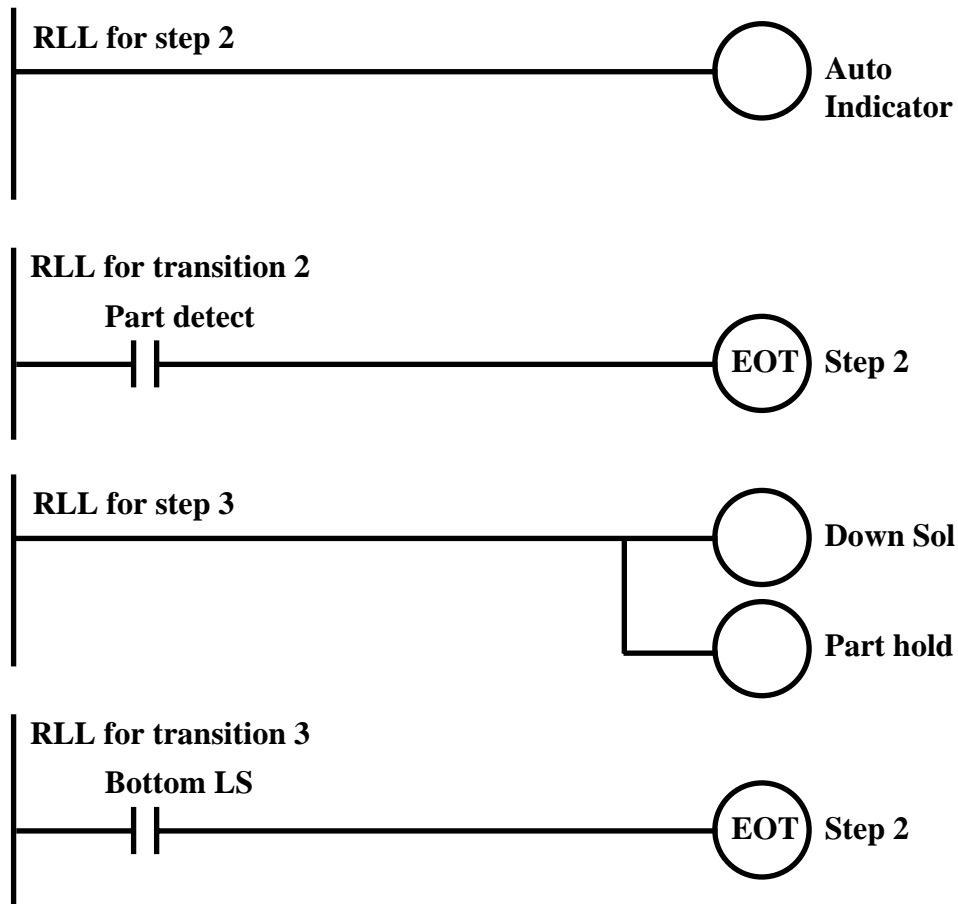 RLL for step 2
Auto
Indicator
RLL for transition 2
Part detect
EOT Step 2
RLL for step 3
Down Sol
Part hold
RLL for transition 3
Bottom LS
EOT Step 2